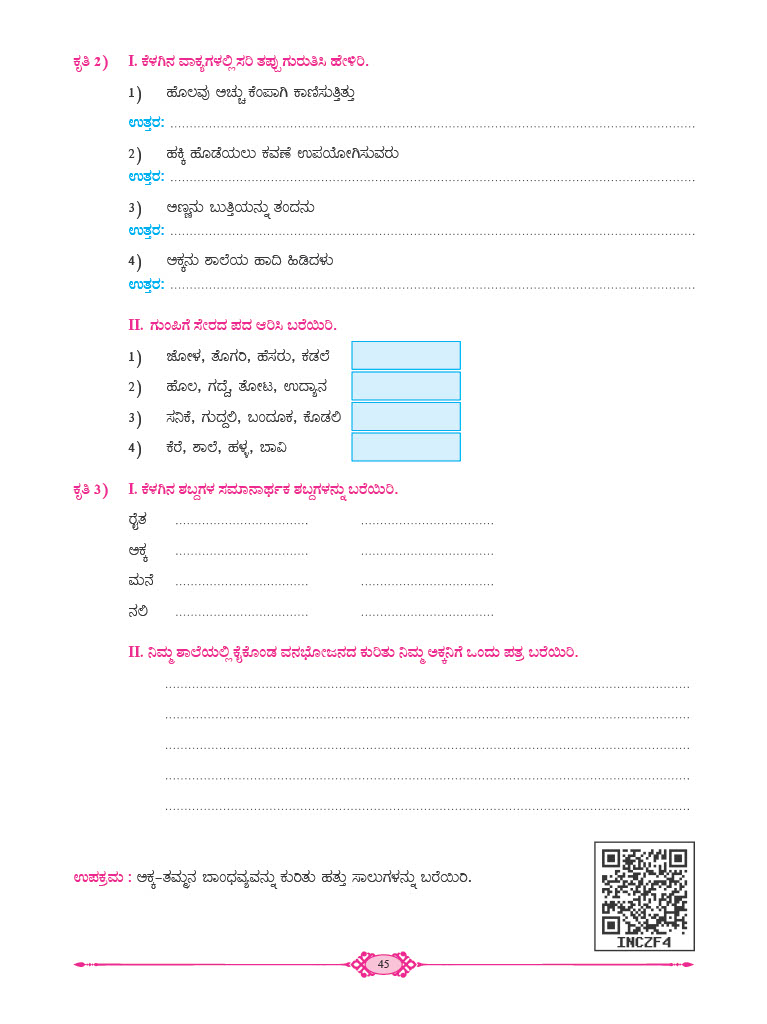 ಕೃತಿ 2) I. ಕೆಳಗಿನ ವಾಕ್ಯಗಳಲ್ಲಿ ಸರಿ ತಪ್ಪು ಗುರುತಿಸಿ ಹೇಳಿರಿ.
1) ಹೊಲವು ಅಚ್ಚು ಕೆಂಪಾಗಿ ಕಾಣಿಸುತ್ತಿತ್ತು
ಉತ್ತರ: ..........................................................................................
2) ಹಕ್ಕಿ ಹೊಡೆಯಲು ಕವಣೆ ಉಪಯೋಗಿಸುವರು
ಉತ್ತರ: ..........................................................................................
3) ಅಣ್ಣನು ಬುತ್ತಿಯನ್ನು ತಂದನು
ಉತ್ತರ: ..........................................................................................
4) ಅಕ್ಕನು ಶಾಲೆಯ ಹಾದಿ ಹಿಡಿದಳು
ಉತ್ತರ: ..........................................................................................
II. ಗುಂಪಿಗೆ ಸೇರದ ಪದ ಆರಿಸಿ ಬರೆಯಿರಿ.
1) ಜೋಳ, ತೊಗರಿ, ಹೆಸರು, ಕಡಲೆ
2) ಹೊಲ, ಗದ್ದೆ, ತೋಟ, ಉದ್ಯಾನ
3) ಸನಿಕೆ, ಗುದ್ದಲಿ, ಬಂದೂಕ, ಕೊಡಲಿ
4) ಕೆರೆ, ಶಾಲೆ, ಹಳ್ಳ, ಬಾವಿ
ಕೃತಿ 3) I. ಕೆಳಗಿನ ಶಬ್ದಗಳ ಸಮಾನಾರ್ಥಕ ಶಬ್ದಗಳನ್ನು ಬರೆಯಿರಿ.
ರೈತ .................................. ..................................
ಅಕ್ಕ .................................. ..................................
ಮನೆ .................................. ..................................
ನಲಿ .................................. ..................................
II. ನಿಮ್ಮ ಶಾಲೆಯಲ್ಲಿ ಕೈಕೊಂಡ ವನಭೋಜನದ ಕುರಿತು ನಿಮ್ಮ ಅಕ್ಕನಿಗೆ ಒಂದು ಪತ್ರ ಬರೆಯಿರಿ.
..........................................................................................
..........................................................................................
..........................................................................................
..........................................................................................
..........................................................................................
ಉಪಕ್ರಮ : ಅಕ್ಕ-ತಮ್ಮನ ಬಾಂಧವ್ಯವನ್ನು ಕುರಿತು ಹತ್ತು ಸಾಲುಗಳನ್ನು ಬರೆಯಿರಿ.
INCZF4
45